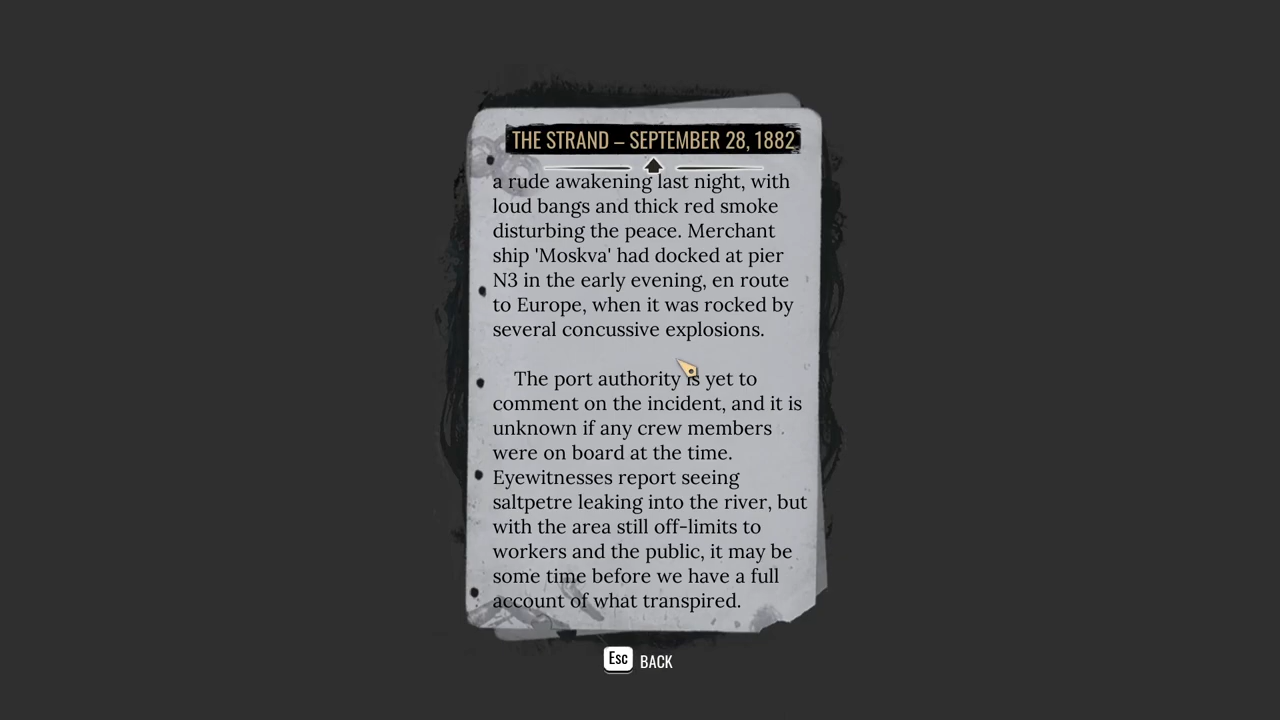 THE STRAND – SEPTEMBER 28, 1882
a rude awakening last night, with
loud bangs and thick red smoke
disturbing the peace. Merchant
ship 'Moskva' had docked at pier
N3 in the early evening, en route
to Europe, when it was rocked by
several concussive explosions.
The port authority is yet to
comment on the incident, and it is
unknown if any crew members
were on board at the time.
Eyewitnesses report seeing
saltpetre leaking into the river, but
with the area still off-limits to
workers and the public, it may be
some time before we have a full
account of what transpired.
Esc BACK